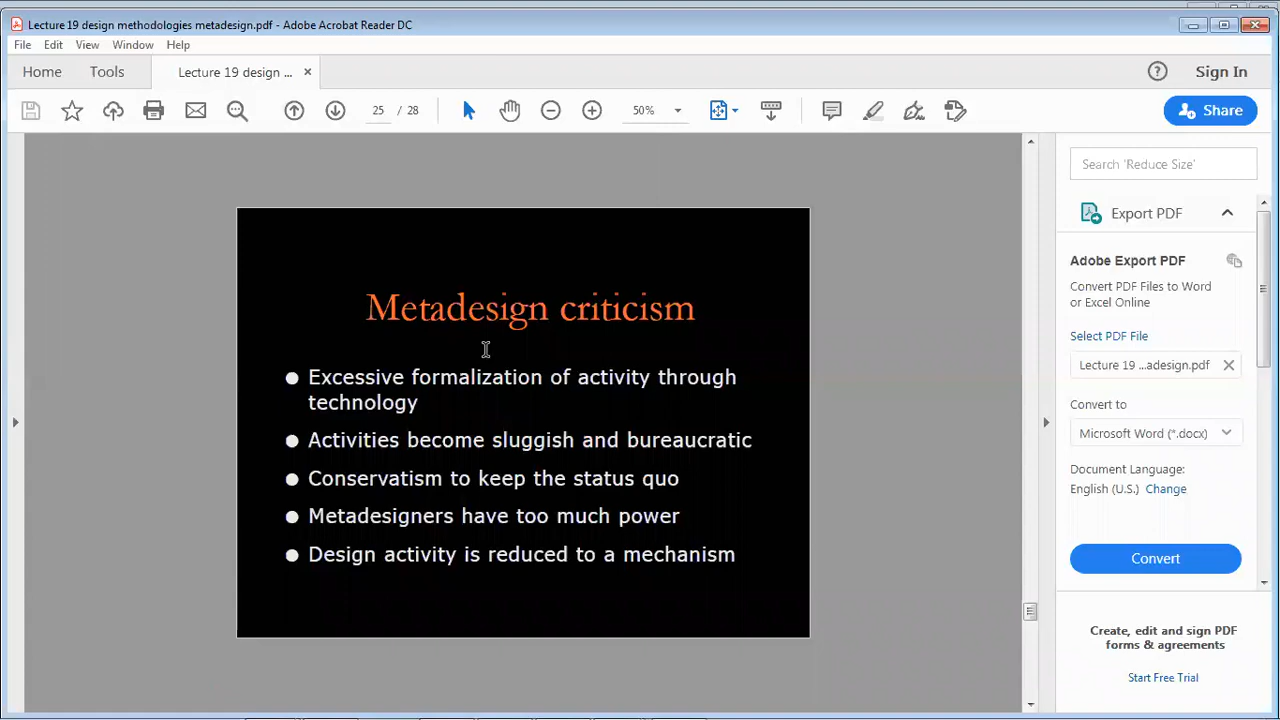 Lecture 19 design methodologies metadesign.pdf - Adobe Acrobat Reader DC
File Edit View Window Help
Home Tools Lecture 19 design ... × Sign In
25 / 28 50% Share
Search 'Reduce Size'
Export PDF
Adobe Export PDF
Convert PDF Files to Word
or Excel Online
Select PDF File
Lecture 19 ...adesign.pdf
Convert to
Microsoft Word (*.docx)
Document Language:
English (U.S.) Change
Convert
Create, edit and sign PDF
forms & agreements
Start Free Trial
Metadesign criticism
● Excessive formalization of activity through
technology
● Activities become sluggish and bureaucratic
● Conservatism to keep the status quo
● Metadesigners have too much power
● Design activity is reduced to a mechanism